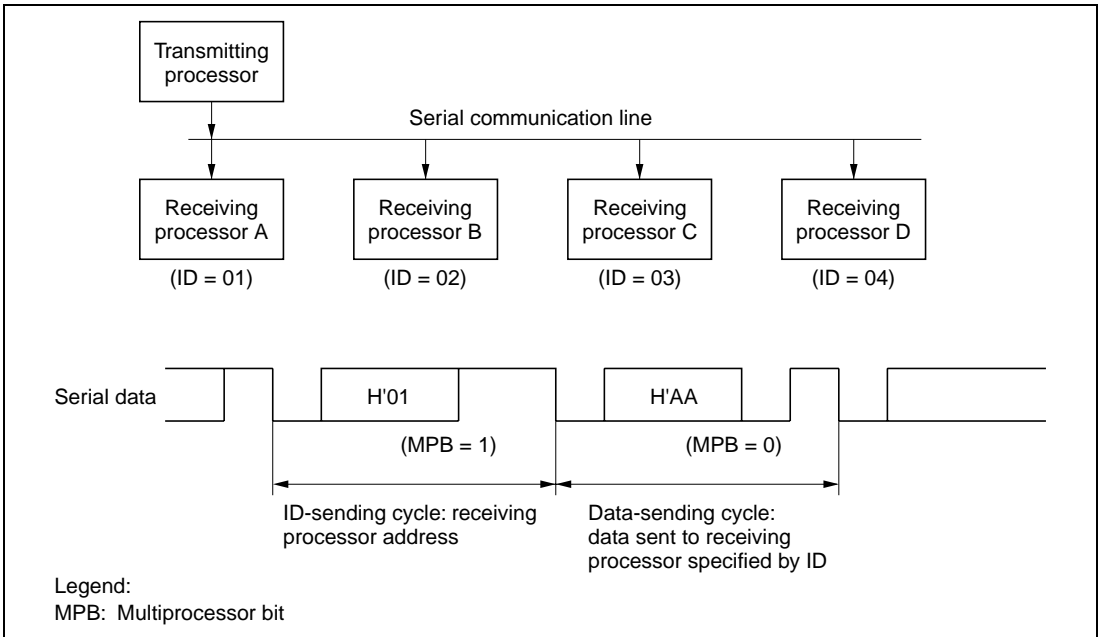 Transmitting
processor
Serial communication line
Receiving
processor A
Receiving
processor B
Receiving
processor C
Receiving
processor D
(ID = 01)
(ID = 02)
(ID = 03)
(ID = 04)
Serial data
H'01
H'AA
(MPB = 1)
(MPB = 0)
ID-sending cycle: receiving
processor address
Data-sending cycle:
data sent to receiving
processor specified by ID
Legend:
MPB: Multiprocessor bit